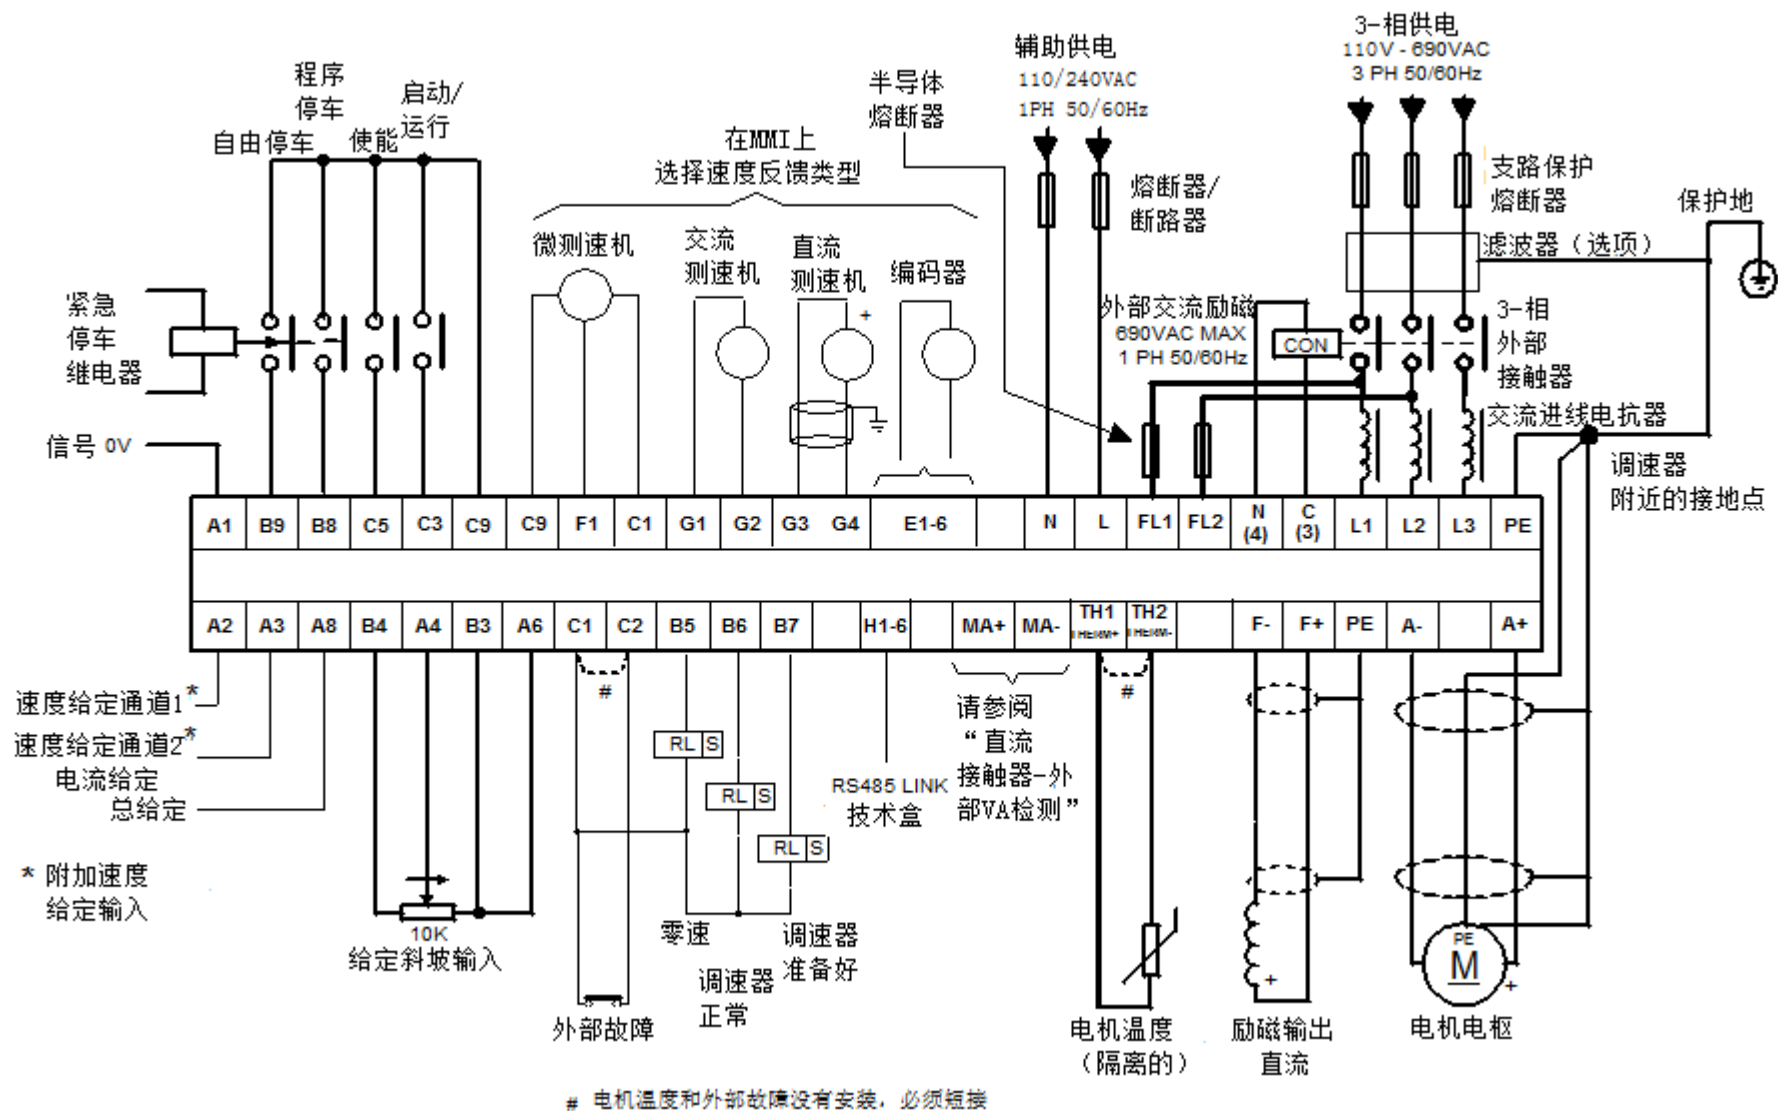 3-相供电
110V - 690VAC
3 PH 50/60Hz
辅助供电
110/240VAC
1PH 50/60Hz
半导体
熔断器
程序
停车
启动/
运行
自由停车
使能
在MMI上
选择速度反馈类型
熔断器/
断路器
支路保护
熔断器
保护地
微测速机
交流
测速机
直流
测速机
+
编码器
滤波器（选项）
紧急
停车
继电器
外部交流励磁
690VAC MAX
1 PH 50/60Hz
CON
3-相
外部
接触器
信号 0V
交流进线电抗器
调速器
附近的接地点
A1 B9 B8 C5 C3 C9 C9 F1 C1 G1 G2 G3 G4 E1-6 N L FL1 FL2 N (4) C (3) L1 L2 L3 PE
A2 A3 A8 B4 A4 B3 A6 C1 C2 B5 B6 B7 H1-6 MA+ MA- TH1 THERM+ TH2 THERM- F- F+ PE A- A+
# #
速度给定通道1*
速度给定通道2*
电流给定
总给定
RL S
RL S
RL S
RS485 LINK
技术盒
请参阅
“直流
接触器-外
部VA检测”
* 附加速度
给定输入
10K
给定斜坡输入
零速
调速器
正常
调速器
准备好
外部故障
电机温度
（隔离的）
+
励磁输出
直流
PE
M
+
电机电枢
# 电机温度和外部故障没有安装，必须短接